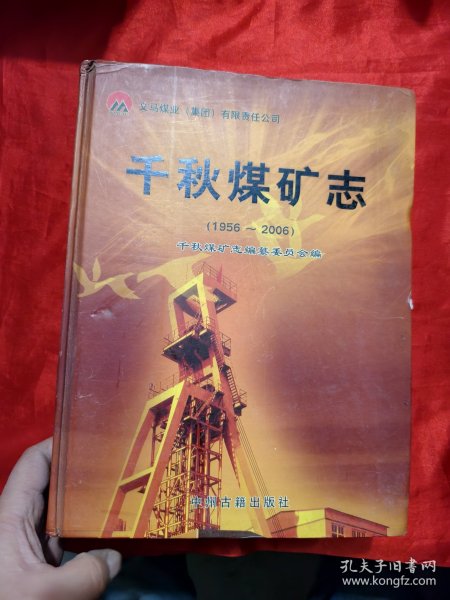 义马煤业（集团）有限责任公司
千秋煤矿志
(1956～2006)
千秋煤矿志编纂委员会编
中州古籍出版社
孔夫子旧书网
www.kongfz.com